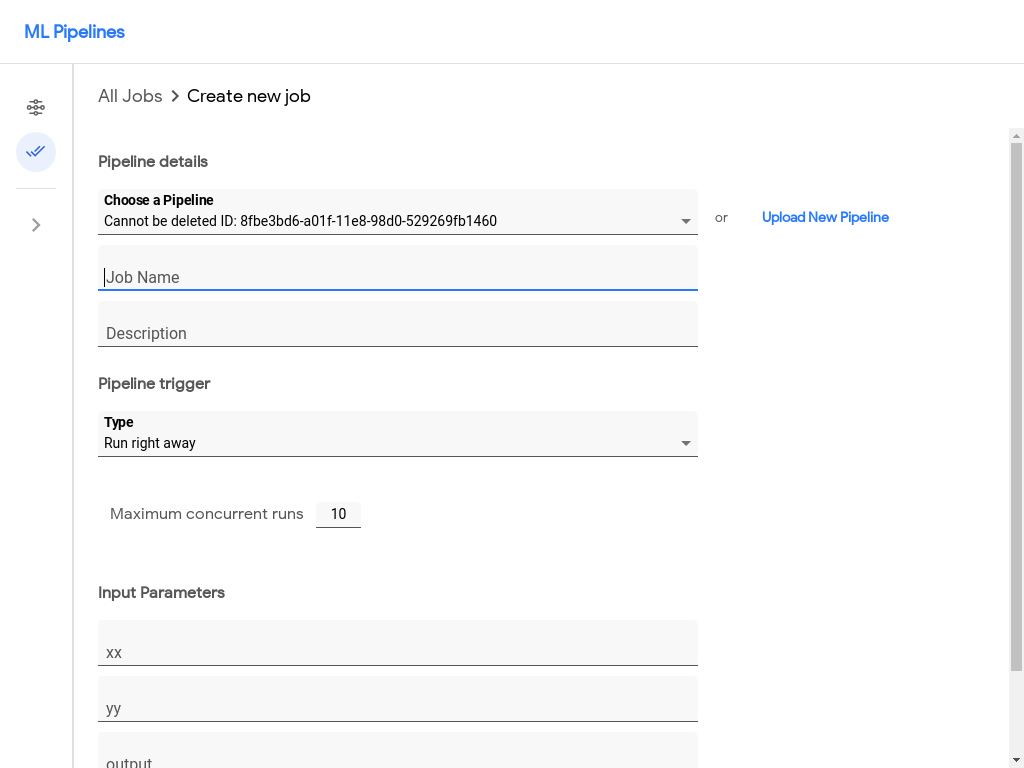 ML Pipelines
All Jobs > Create new job
Pipeline details
Choose a Pipeline
Cannot be deleted ID: 8fbe3bd6-a01f-11e8-98d0-529269fb1460
or
Upload New Pipeline
Job Name
Description
Pipeline trigger
Type
Run right away
Maximum concurrent runs 10
Input Parameters
xx
yy
output